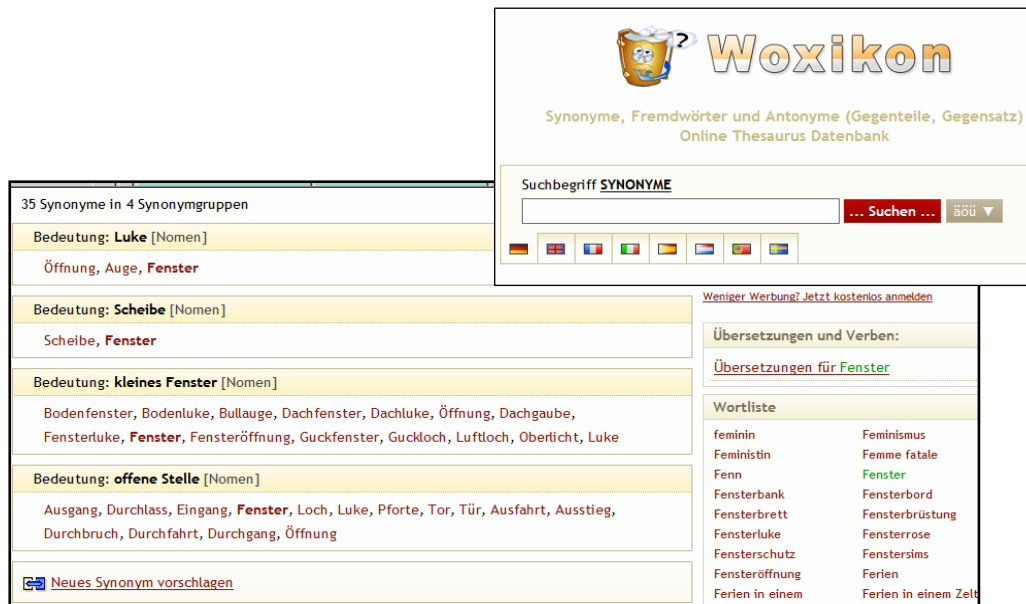 ?
Woxikon
Synonyme, Fremdwörter und Antonyme (Gegenteile, Gegensatz)
Online Thesaurus Datenbank
Suchbegriff SYNONYME
... Suchen ... äöü ▼
35 Synonyme in 4 Synonymgruppen
Bedeutung: Luke [Nomen]
Öffnung, Auge, Fenster
Bedeutung: Scheibe [Nomen]
Scheibe, Fenster
Bedeutung: kleines Fenster [Nomen]
Bodenfenster, Bodenluke, Bullauge, Dachfenster, Dachluke, Öffnung, Dachgaube,
Fensterluke, Fenster, Fensteröffnung, Guckfenster, Guckloch, Luftloch, Oberlicht, Luke
Bedeutung: offene Stelle [Nomen]
Ausgang, Durchlass, Eingang, Fenster, Loch, Luke, Pforte, Tor, Tür, Ausfahrt, Ausstieg,
Durchbruch, Durchfahrt, Durchgang, Öffnung
Neues Synonym vorschlagen
Weniger Werbung? Jetzt kostenlos anmelden
Übersetzungen und Verben:
Übersetzungen für Fenster
Wortliste
feminin Feminismus
Feministin Femme fatale
Fenn Fenster
Fensterbank Fensterbord
Fensterbrett Fensterbrüstung
Fensterluke Fensterrose
Fensterschutz Fenstersims
Fensteröffnung Ferien
Ferien in einem Ferien in einem Zelt